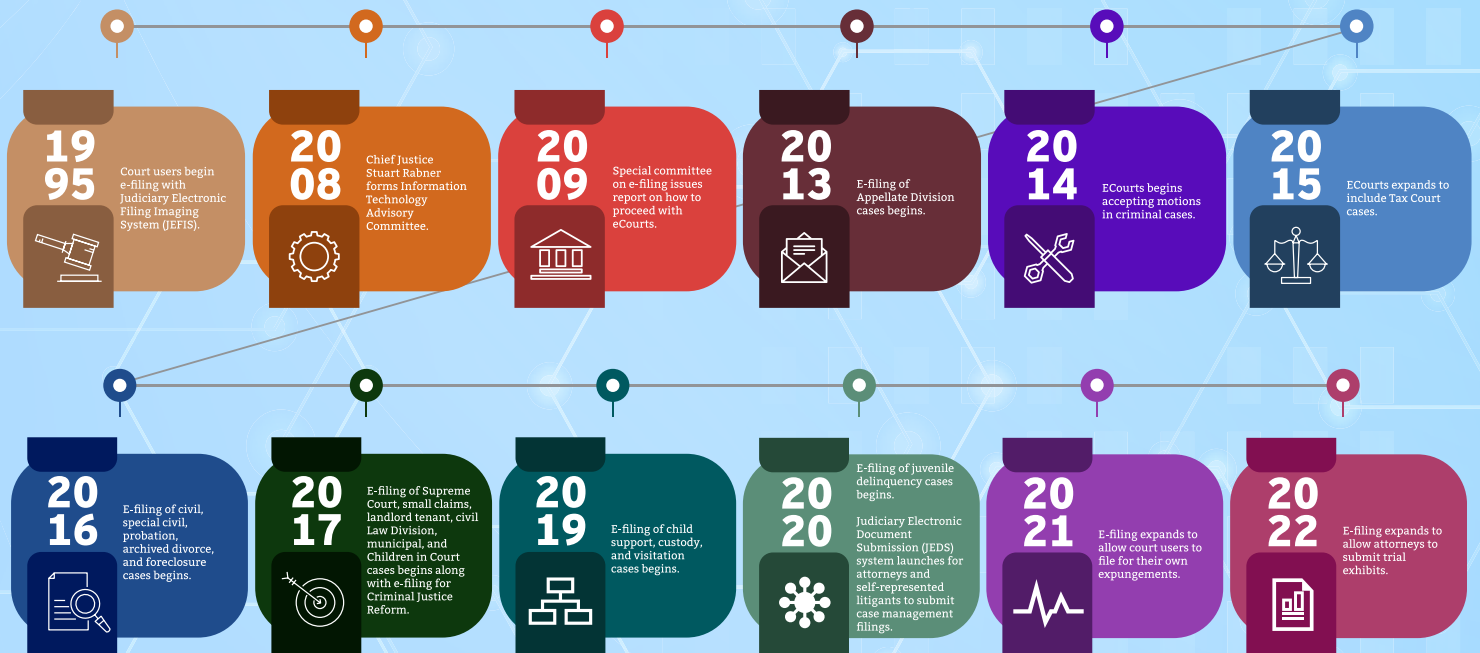 19
95
Court users begin
e-filing with
Judiciary Electronic
Filing Imaging
System (JEFIS).
20
08
Chief Justice
Stuart Rabner
forms Information
Technology
Advisory
Committee.
20
09
Special committee
on e-filing issues
report on how to
proceed with
eCourts.
20
13
E-filing of
Appellate Division
cases begins.
20
14
ECourts begins
accepting motions
in criminal cases.
20
15
ECourts expands to
include Tax Court
cases.
20
16
E-filing of civil,
special civil,
probation,
archived divorce,
and foreclosure
cases begins.
20
17
E-filing of Supreme
Court, small claims,
landlord tenant, civil
Law Division,
municipal, and
Children in Court
cases begins along
with e-filing for
Criminal Justice
Reform.
20
19
E-filing of child
support, custody,
and visitation
cases begins.
20
20
E-filing of juvenile
delinquency cases
begins.
Judiciary Electronic
Document
Submission (JEDS)
system launches for
attorneys and
self-represented
litigants to submit
case management
filings.
20
21
E-filing expands to
allow court users to
file for their own
expungements.
20
22
E-filing expands to
allow attorneys to
submit trial
exhibits.